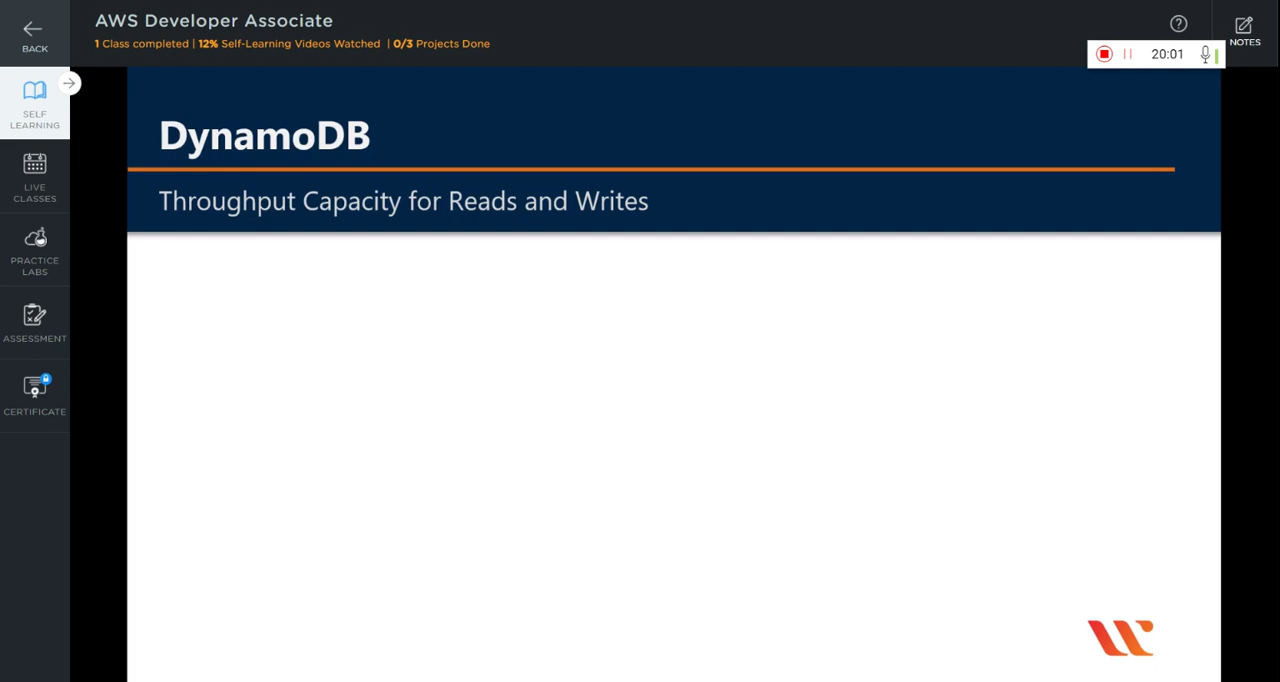 BACK
AWS Developer Associate
1 Class completed | 12% Self-Learning Videos Watched | 0/3 Projects Done
NOTES
20:01
SELF
LEARNING
LIVE
CLASSES
PRACTICE
LABS
ASSESSMENT
CERTIFICATE
DynamoDB
Throughput Capacity for Reads and Writes